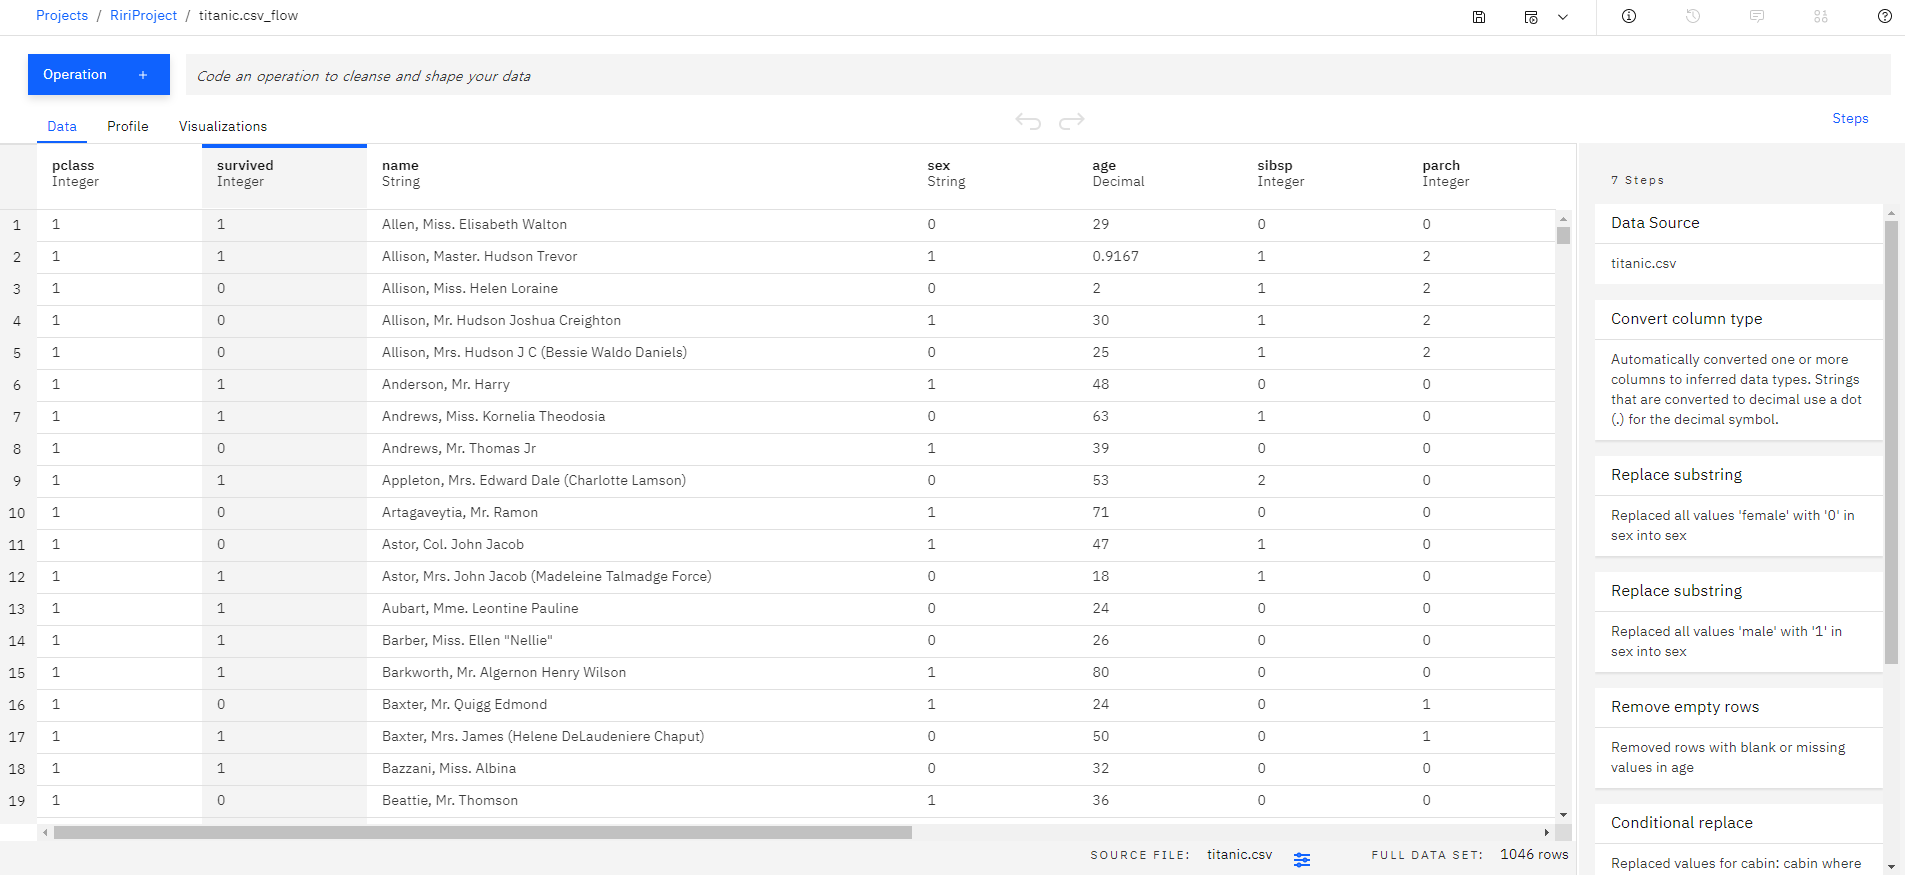 Projects / RiriProject / titanic.csv_flow
Operation +
Code an operation to cleanse and shape your data
Data Profile Visualizations
Steps
pclass survived name sex age sibsp parch
Integer Integer String String Decimal Integer Integer
1 1 1 Allen, Miss. Elisabeth Walton 0 29 0 0
2 1 1 Allison, Master. Hudson Trevor 1 0.9167 1 2
3 1 0 Allison, Miss. Helen Loraine 0 2 1 2
4 1 0 Allison, Mr. Hudson Joshua Creighton 1 30 1 2
5 1 0 Allison, Mrs. Hudson J C (Bessie Waldo Daniels) 0 25 1 2
6 1 1 Anderson, Mr. Harry 1 48 0 0
7 1 1 Andrews, Miss. Kornelia Theodosia 0 63 1 0
8 1 0 Andrews, Mr. Thomas Jr 1 39 0 0
9 1 1 Appleton, Mrs. Edward Dale (Charlotte Lamson) 0 53 2 0
10 1 0 Artagaveytia, Mr. Ramon 1 71 0 0
11 1 0 Astor, Col. John Jacob 1 47 1 0
12 1 1 Astor, Mrs. John Jacob (Madeleine Talmadge Force) 0 18 1 0
13 1 1 Aubart, Mme. Leontine Pauline 0 24 0 0
14 1 1 Barber, Miss. Ellen "Nellie" 0 26 0 0
15 1 1 Barkworth, Mr. Algernon Henry Wilson 1 80 0 0
16 1 0 Baxter, Mr. Quigg Edmond 1 24 0 1
17 1 1 Baxter, Mrs. James (Helene DeLaudeniere Chaput) 0 50 0 1
18 1 1 Bazzani, Miss. Albina 0 32 0 0
19 1 0 Beattie, Mr. Thomson 1 36 0 0
SOURCE FILE: titanic.csv FULL DATA SET: 1046 rows
7 Steps
Data Source
titanic.csv
Convert column type
Automatically converted one or more
columns to inferred data types. Strings
that are converted to decimal use a dot
(.) for the decimal symbol.
Replace substring
Replaced all values 'female' with '0' in
sex into sex
Replace substring
Replaced all values 'male' with '1' in
sex into sex
Remove empty rows
Removed rows with blank or missing
values in age
Conditional replace
Replaced values for cabin: cabin where